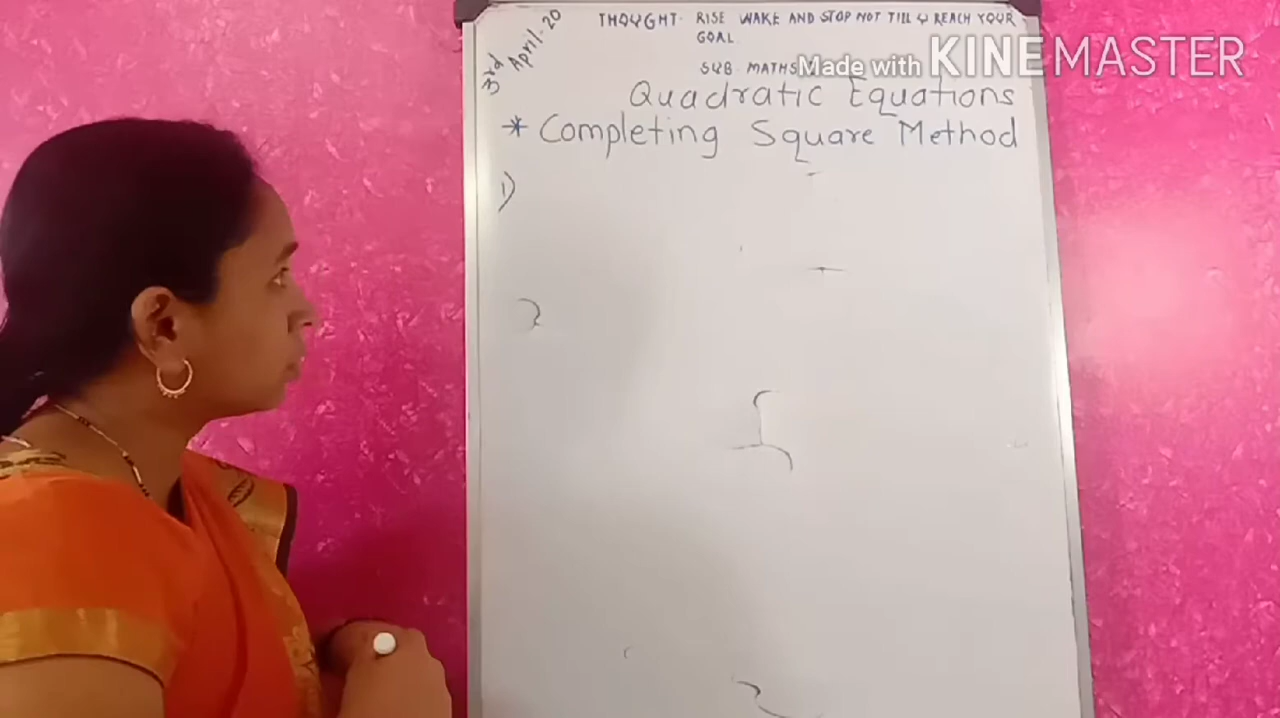 3rd April-20
THOUGHT- RISE WAKE AND STOP NOT TILL U REACH YOUR
GOAL
SUB- MATHS
Made with KINEMASTER
Quadratic Equations
* Completing Square Method
1)